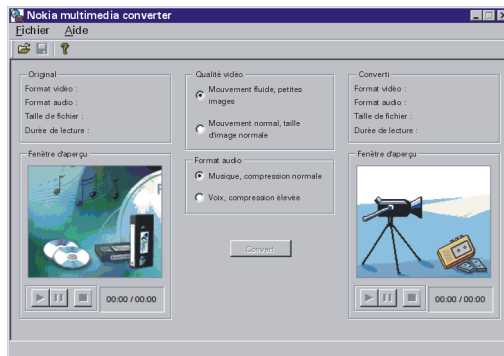 Nokia multimedia converter
Fichier Aide
Original
Format vidéo :
Format audio :
Taille de fichier :
Durée de lecture :
Fenêtre d'aperçu
00:00 / 00:00
Qualité vidéo
Mouvement fluide, petites
images
Mouvement normal, taille
d'image normale
Format audio
Musique, compression normale
Voix, compression élevée
Convert
Converti
Format vidéo :
Format audio :
Taille de fichier :
Durée de lecture :
Fenêtre d'aperçu
00:00 / 00:00